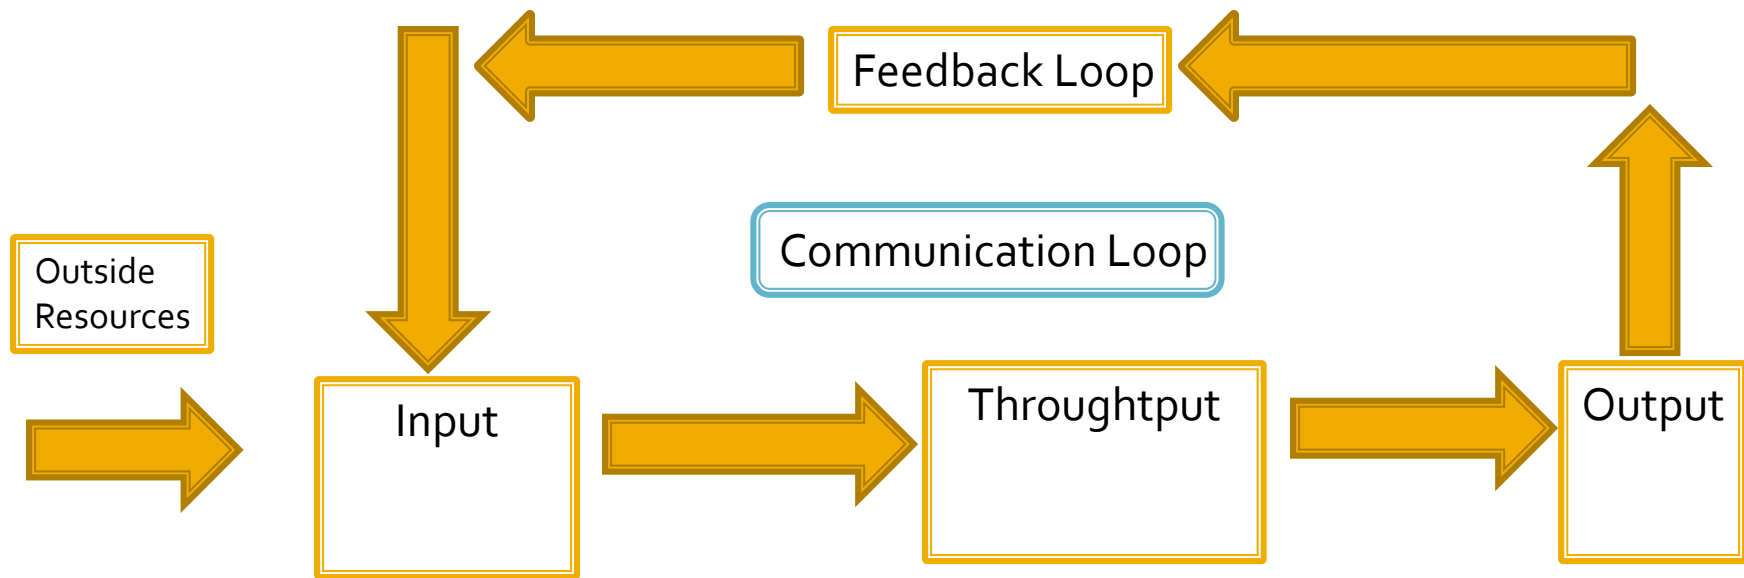 Feedback Loop
Communication Loop
Outside
Resources
Input
Throughtput
Output